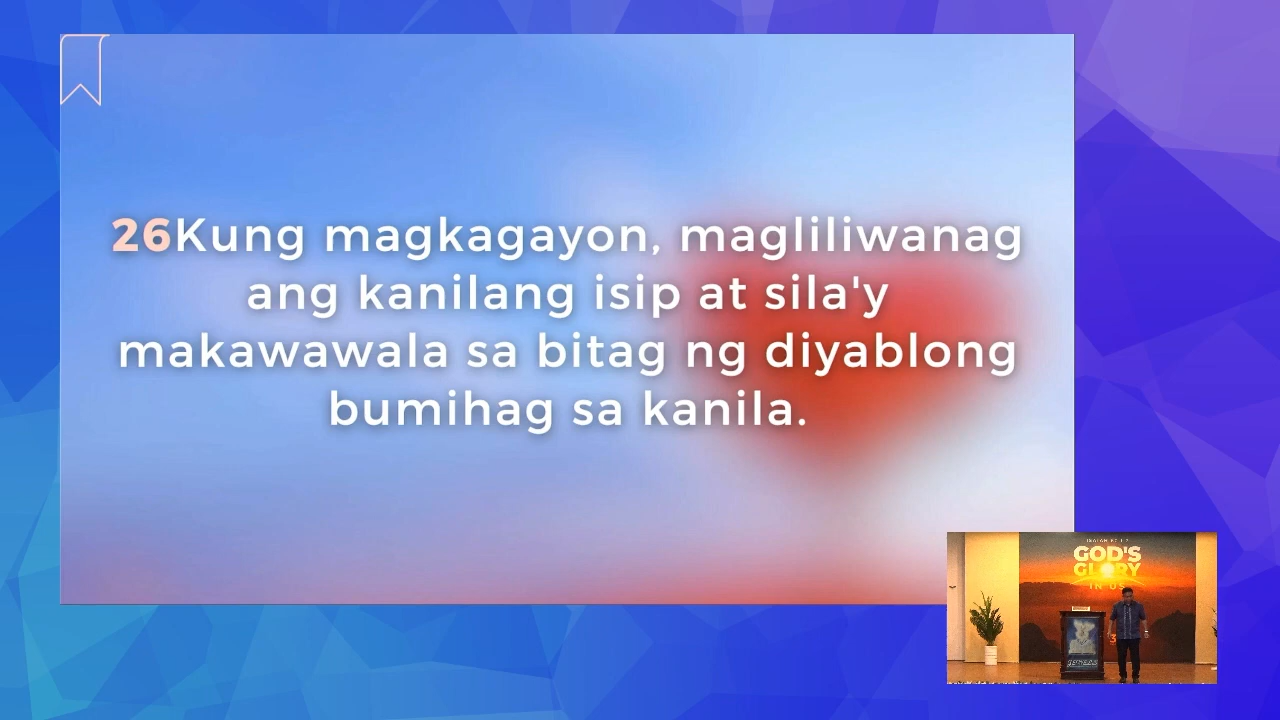 26Kung magkagayon, magliliwanag
ang kanilang isip at sila'y
makawawala sa bitag ng diyablong
bumihag sa kanila.
GOD'S
GLORY
IN US